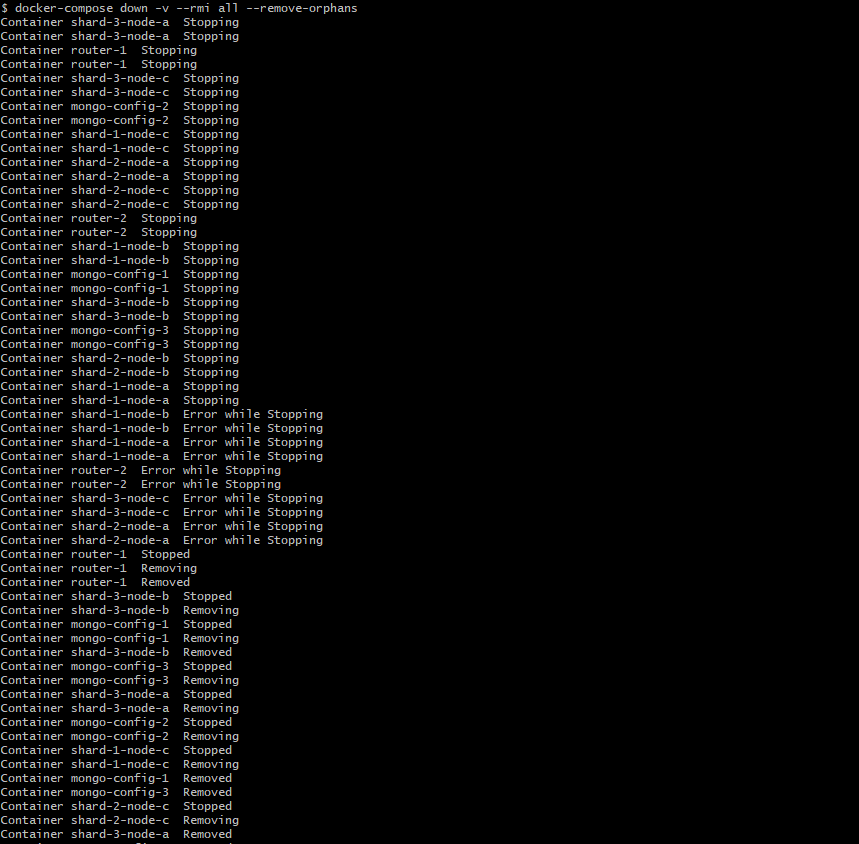 $ docker-compose down -v --rmi all --remove-orphans
Container shard-3-node-a  Stopping
Container shard-3-node-a  Stopping
Container router-1  Stopping
Container router-1  Stopping
Container shard-3-node-c  Stopping
Container shard-3-node-c  Stopping
Container mongo-config-2  Stopping
Container mongo-config-2  Stopping
Container shard-1-node-c  Stopping
Container shard-1-node-c  Stopping
Container shard-2-node-a  Stopping
Container shard-2-node-a  Stopping
Container shard-2-node-c  Stopping
Container shard-2-node-c  Stopping
Container router-2  Stopping
Container router-2  Stopping
Container shard-1-node-b  Stopping
Container shard-1-node-b  Stopping
Container mongo-config-1  Stopping
Container mongo-config-1  Stopping
Container shard-3-node-b  Stopping
Container shard-3-node-b  Stopping
Container mongo-config-3  Stopping
Container mongo-config-3  Stopping
Container shard-2-node-b  Stopping
Container shard-2-node-b  Stopping
Container shard-1-node-a  Stopping
Container shard-1-node-a  Stopping
Container shard-1-node-b  Error while Stopping
Container shard-1-node-b  Error while Stopping
Container shard-1-node-a  Error while Stopping
Container shard-1-node-a  Error while Stopping
Container router-2  Error while Stopping
Container router-2  Error while Stopping
Container shard-3-node-c  Error while Stopping
Container shard-3-node-c  Error while Stopping
Container shard-2-node-a  Error while Stopping
Container shard-2-node-a  Error while Stopping
Container router-1  Stopped
Container router-1  Removing
Container router-1  Removed
Container shard-3-node-b  Stopped
Container shard-3-node-b  Removing
Container mongo-config-1  Stopped
Container mongo-config-1  Removing
Container shard-3-node-b  Removed
Container mongo-config-3  Stopped
Container mongo-config-3  Removing
Container shard-3-node-a  Stopped
Container shard-3-node-a  Removing
Container mongo-config-2  Stopped
Container mongo-config-2  Removing
Container shard-1-node-c  Stopped
Container shard-1-node-c  Removing
Container mongo-config-1  Removed
Container mongo-config-3  Removed
Container shard-2-node-c  Stopped
Container shard-2-node-c  Removing
Container shard-3-node-a  Removed